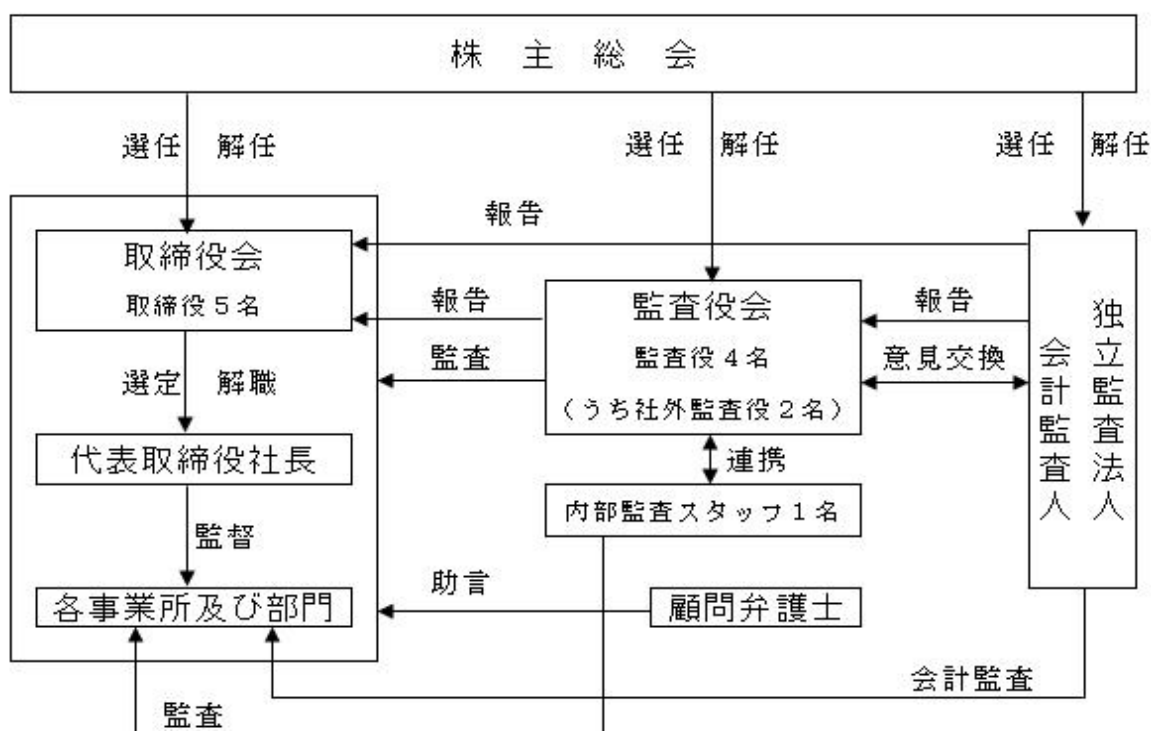 株主総会
選任 解任
選任 解任
選任 解任
取締役会
取締役5名
選定 解職
代表取締役社長
監督
各事業所及び部門
報告
報告
監査
監査役会
監査役4名
(うち社外監査役2名)
連携
内部監査スタッフ1名
助言
顧問弁護士
報告
意見交換
独立監査法人
会計監査人
会計監査
監査